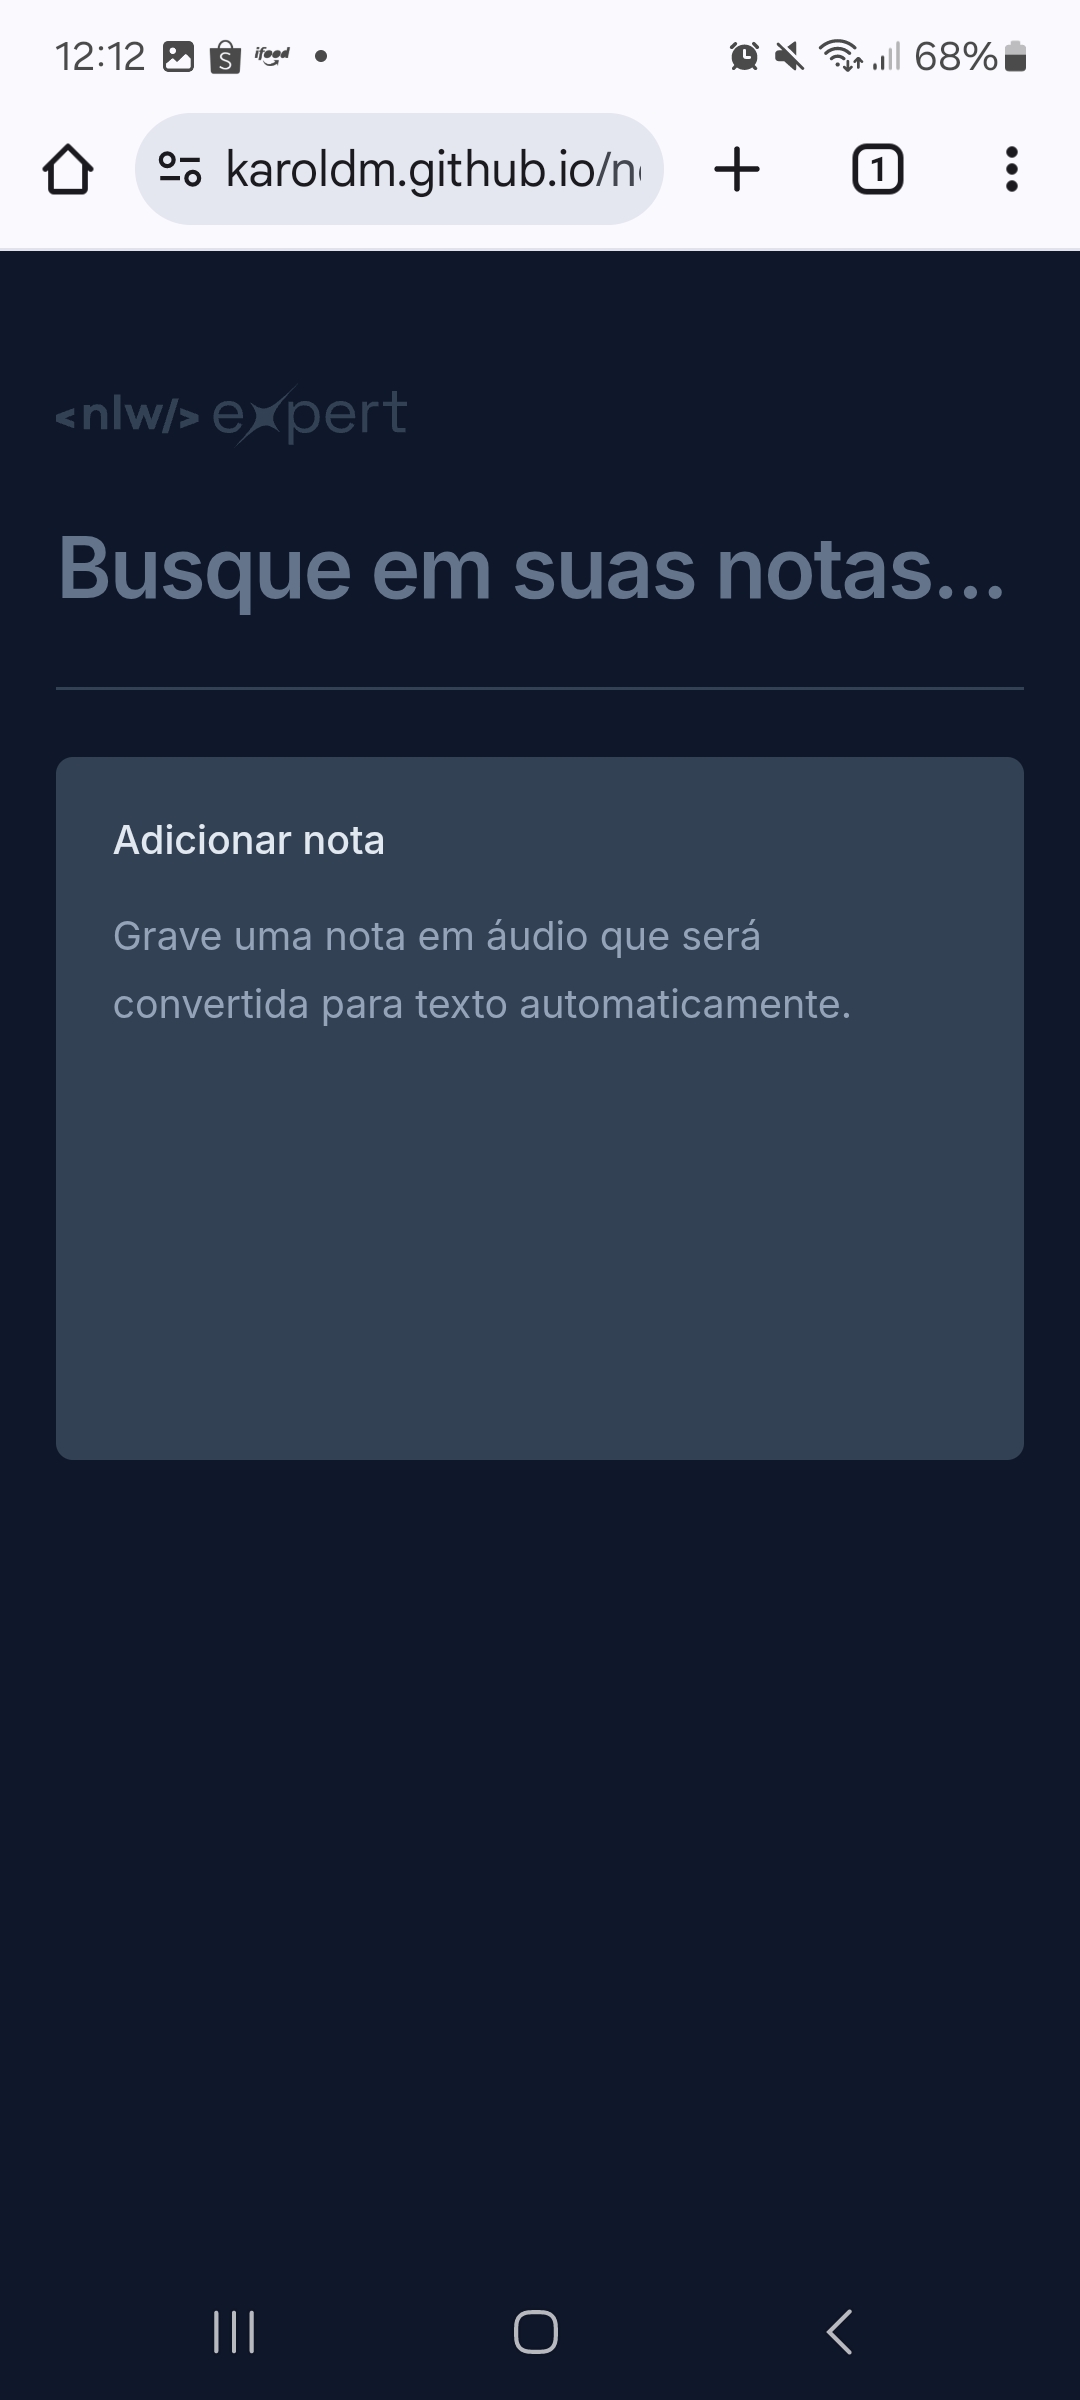 12:12 S ifood 68%
karoldm.github.io/n
1
<nlw/> expert
Busque em suas notas...
Adicionar nota
Grave uma nota em áudio que será
convertida para texto automaticamente.